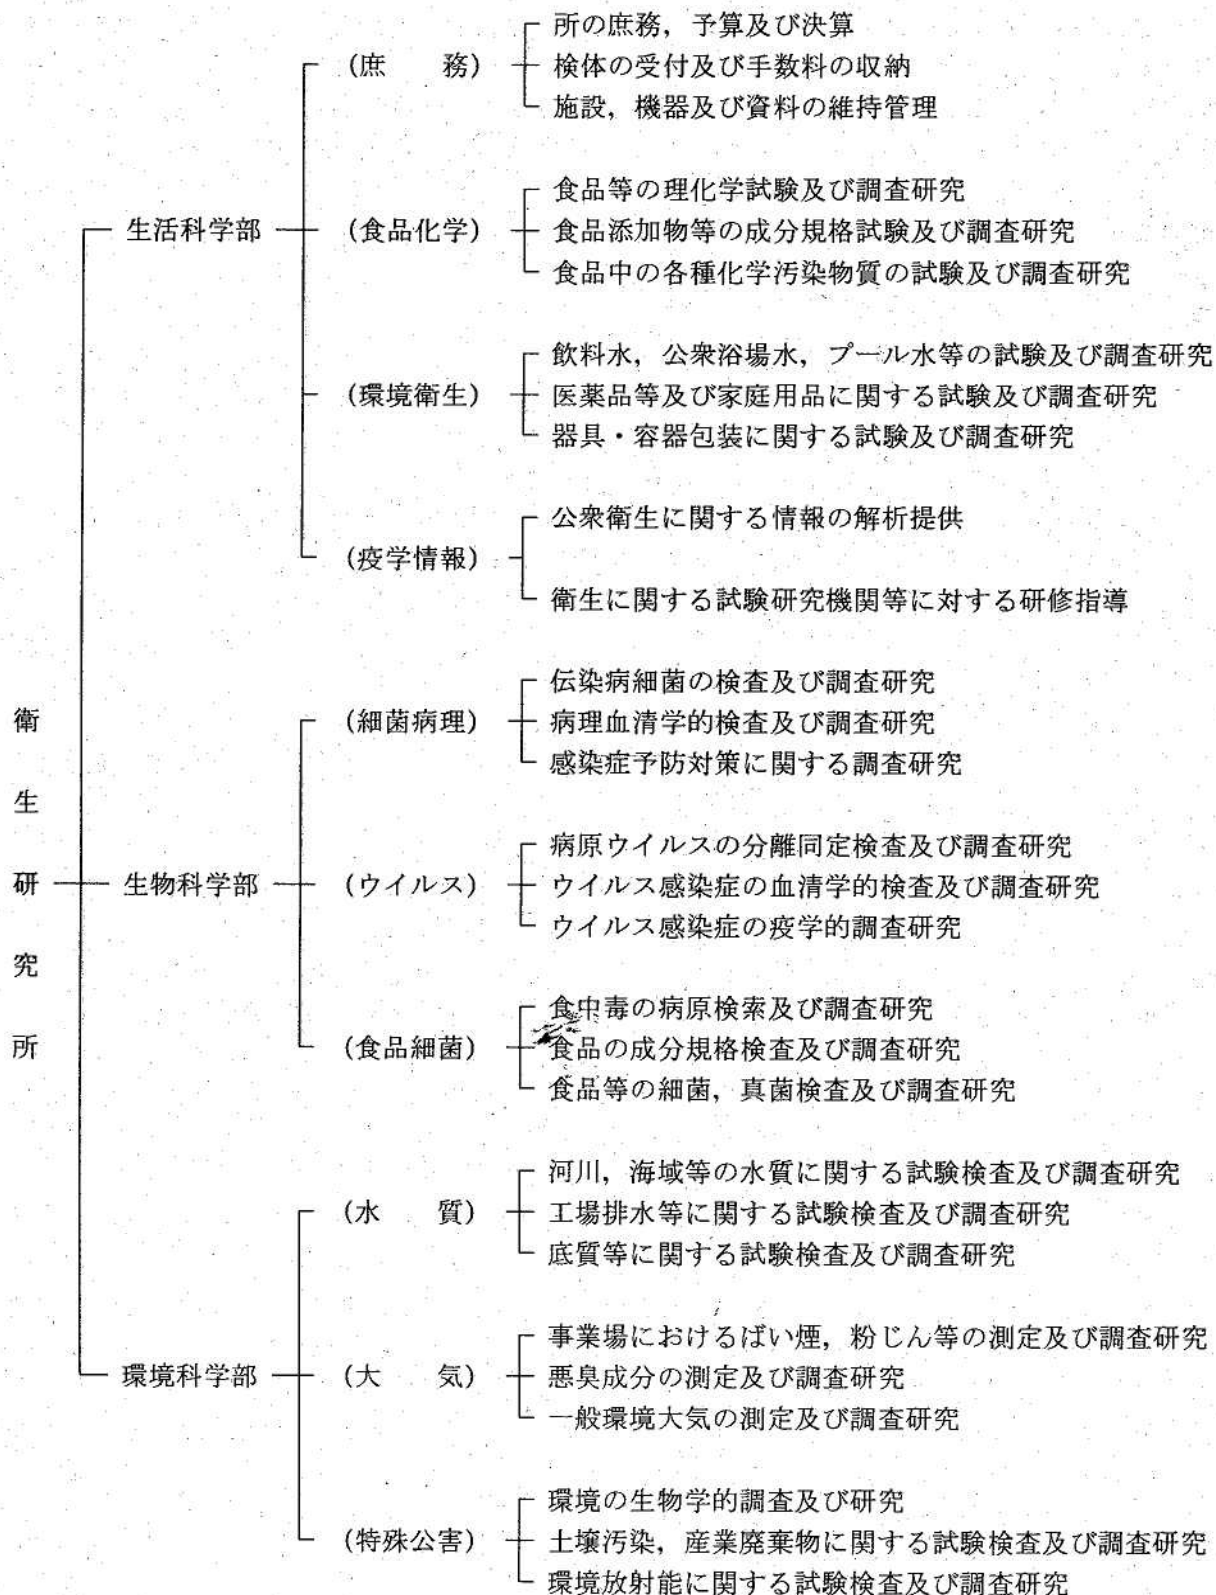 衛生研究所
生活科学部
(庶　務)
所の庶務，予算及び決算
検体の受付及び手数料の収納
施設，機器及び資料の維持管理
(食品化学)
食品等の理化学試験及び調査研究
食品添加物等の成分規格試験及び調査研究
食品中の各種化学汚染物質の試験及び調査研究
(環境衛生)
飲料水，公衆浴場水，プール水等の試験及び調査研究
医薬品等及び家庭用品に関する試験及び調査研究
器具・容器包装に関する試験及び調査研究
(疫学情報)
公衆衛生に関する情報の解析提供
衛生に関する試験研究機関等に対する研修指導
生物科学部
(細菌病理)
伝染病細菌の検査及び調査研究
病理血清学的検査及び調査研究
感染症予防対策に関する調査研究
(ウイルス)
病原ウイルスの分離同定検査及び調査研究
ウイルス感染症の血清学的検査及び調査研究
ウイルス感染症の疫学的調査研究
(食品細菌)
食中毒の病原検索及び調査研究
食品の成分規格検査及び調査研究
食品等の細菌，真菌検査及び調査研究
環境科学部
(水　質)
河川，海域等の水質に関する試験検査及び調査研究
工場排水等に関する試験検査及び調査研究
底質等に関する試験検査及び調査研究
(大　気)
事業場におけるばい煙，粉じん等の測定及び調査研究
悪臭成分の測定及び調査研究
一般環境大気の測定及び調査研究
(特殊公害)
環境の生物学的調査及び研究
土壌汚染，産業廃棄物に関する試験検査及び調査研究
環境放射能に関する試験検査及び調査研究